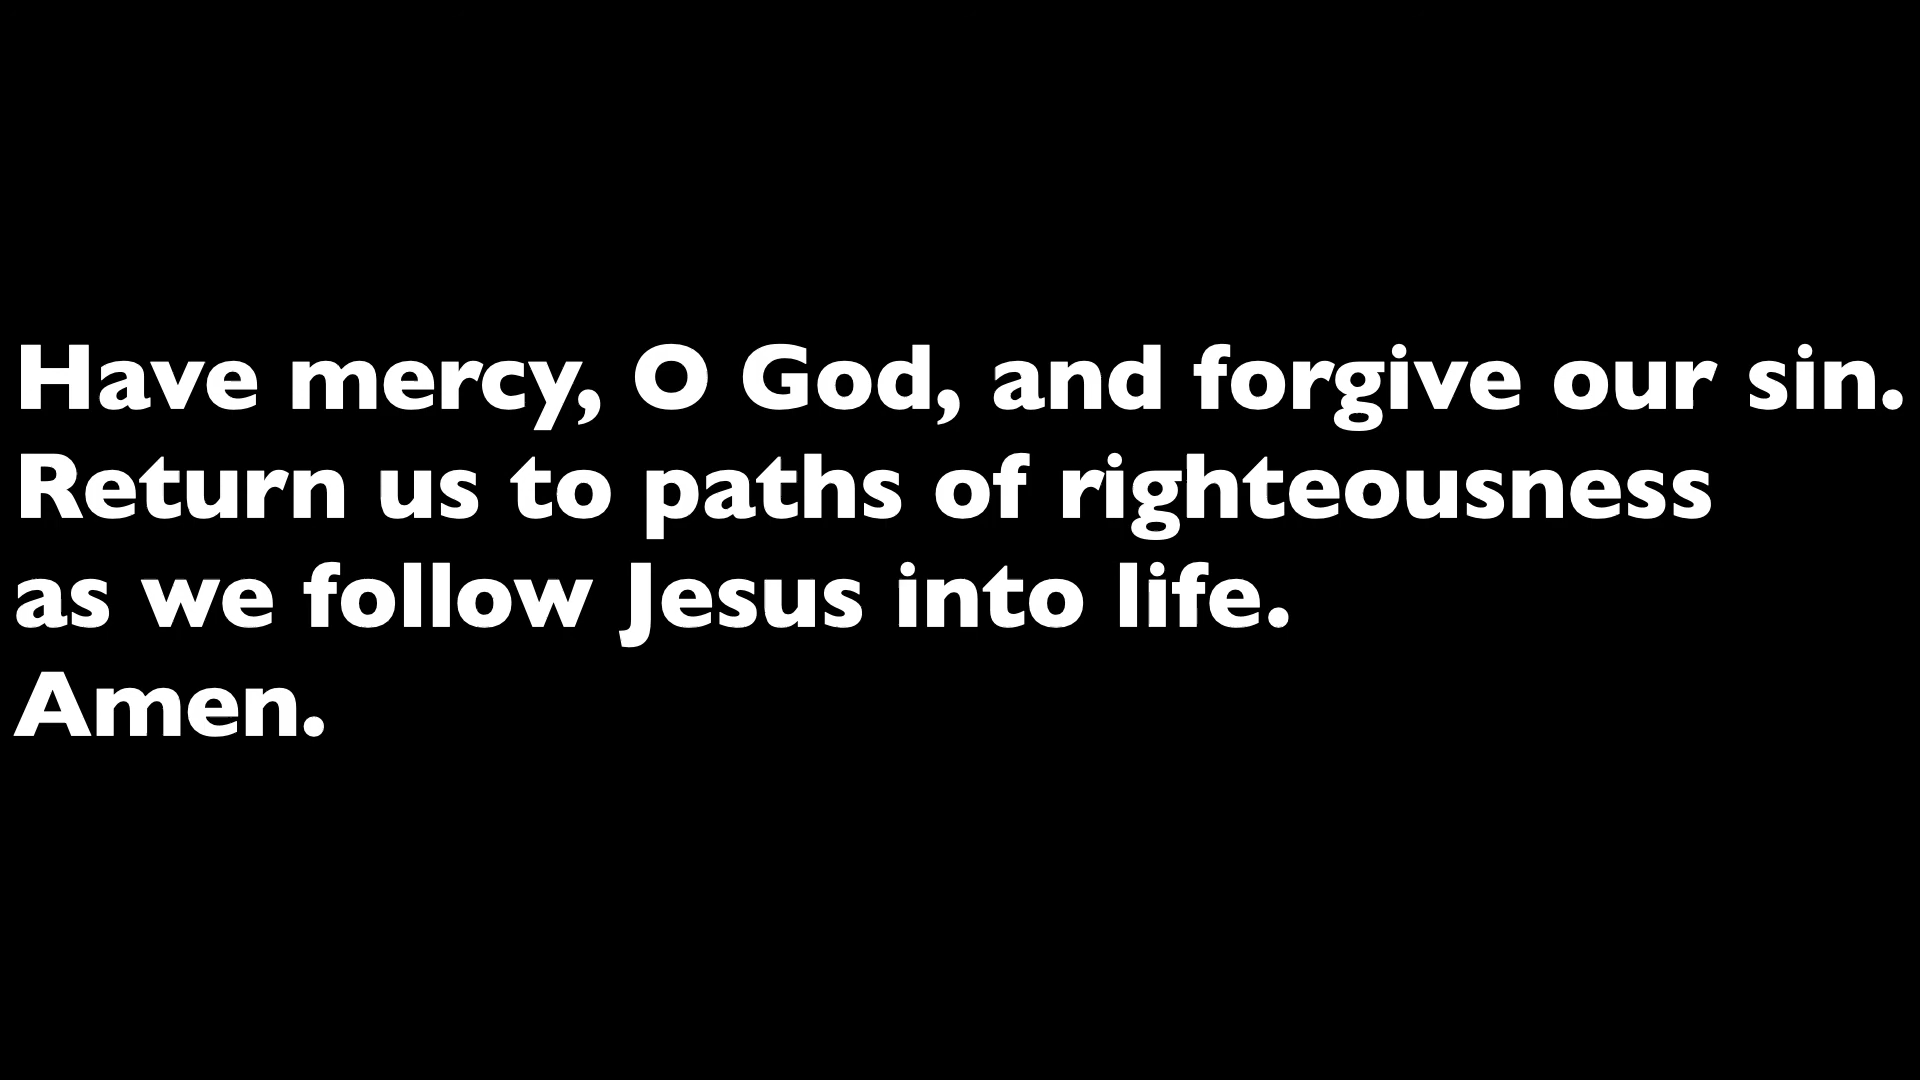 Have mercy, O God, and forgive our sin.
Return us to paths of righteousness
as we follow Jesus into life.
Amen.